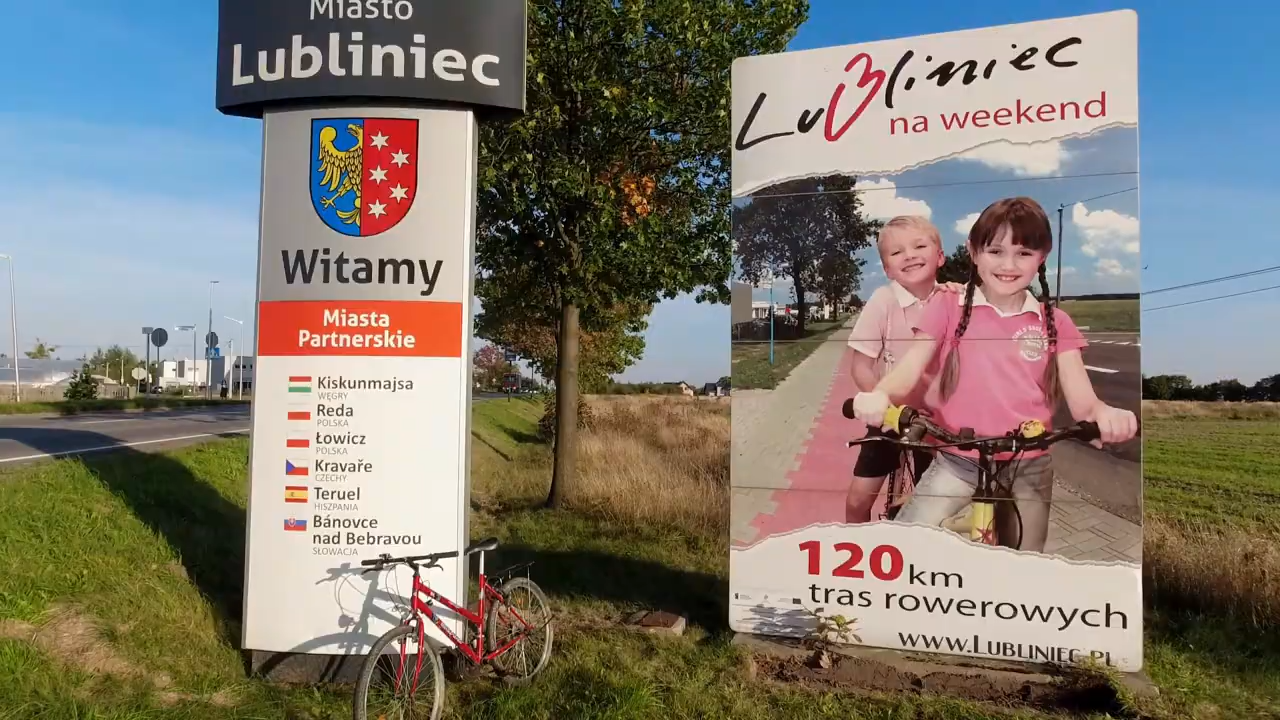 Miasto
Lubliniec
Witamy
Miasta
Partnerskie
Kiskunmajsa
WĘGRY
Reda
POLSKA
Łowicz
POLSKA
Kravaře
CZECHY
Teruel
HISZPANIA
Bánovce
nad Bebravou
SŁOWACJA
LuBliniec
na weekend
120 km
tras rowerowych
www.Lubliniec.pl